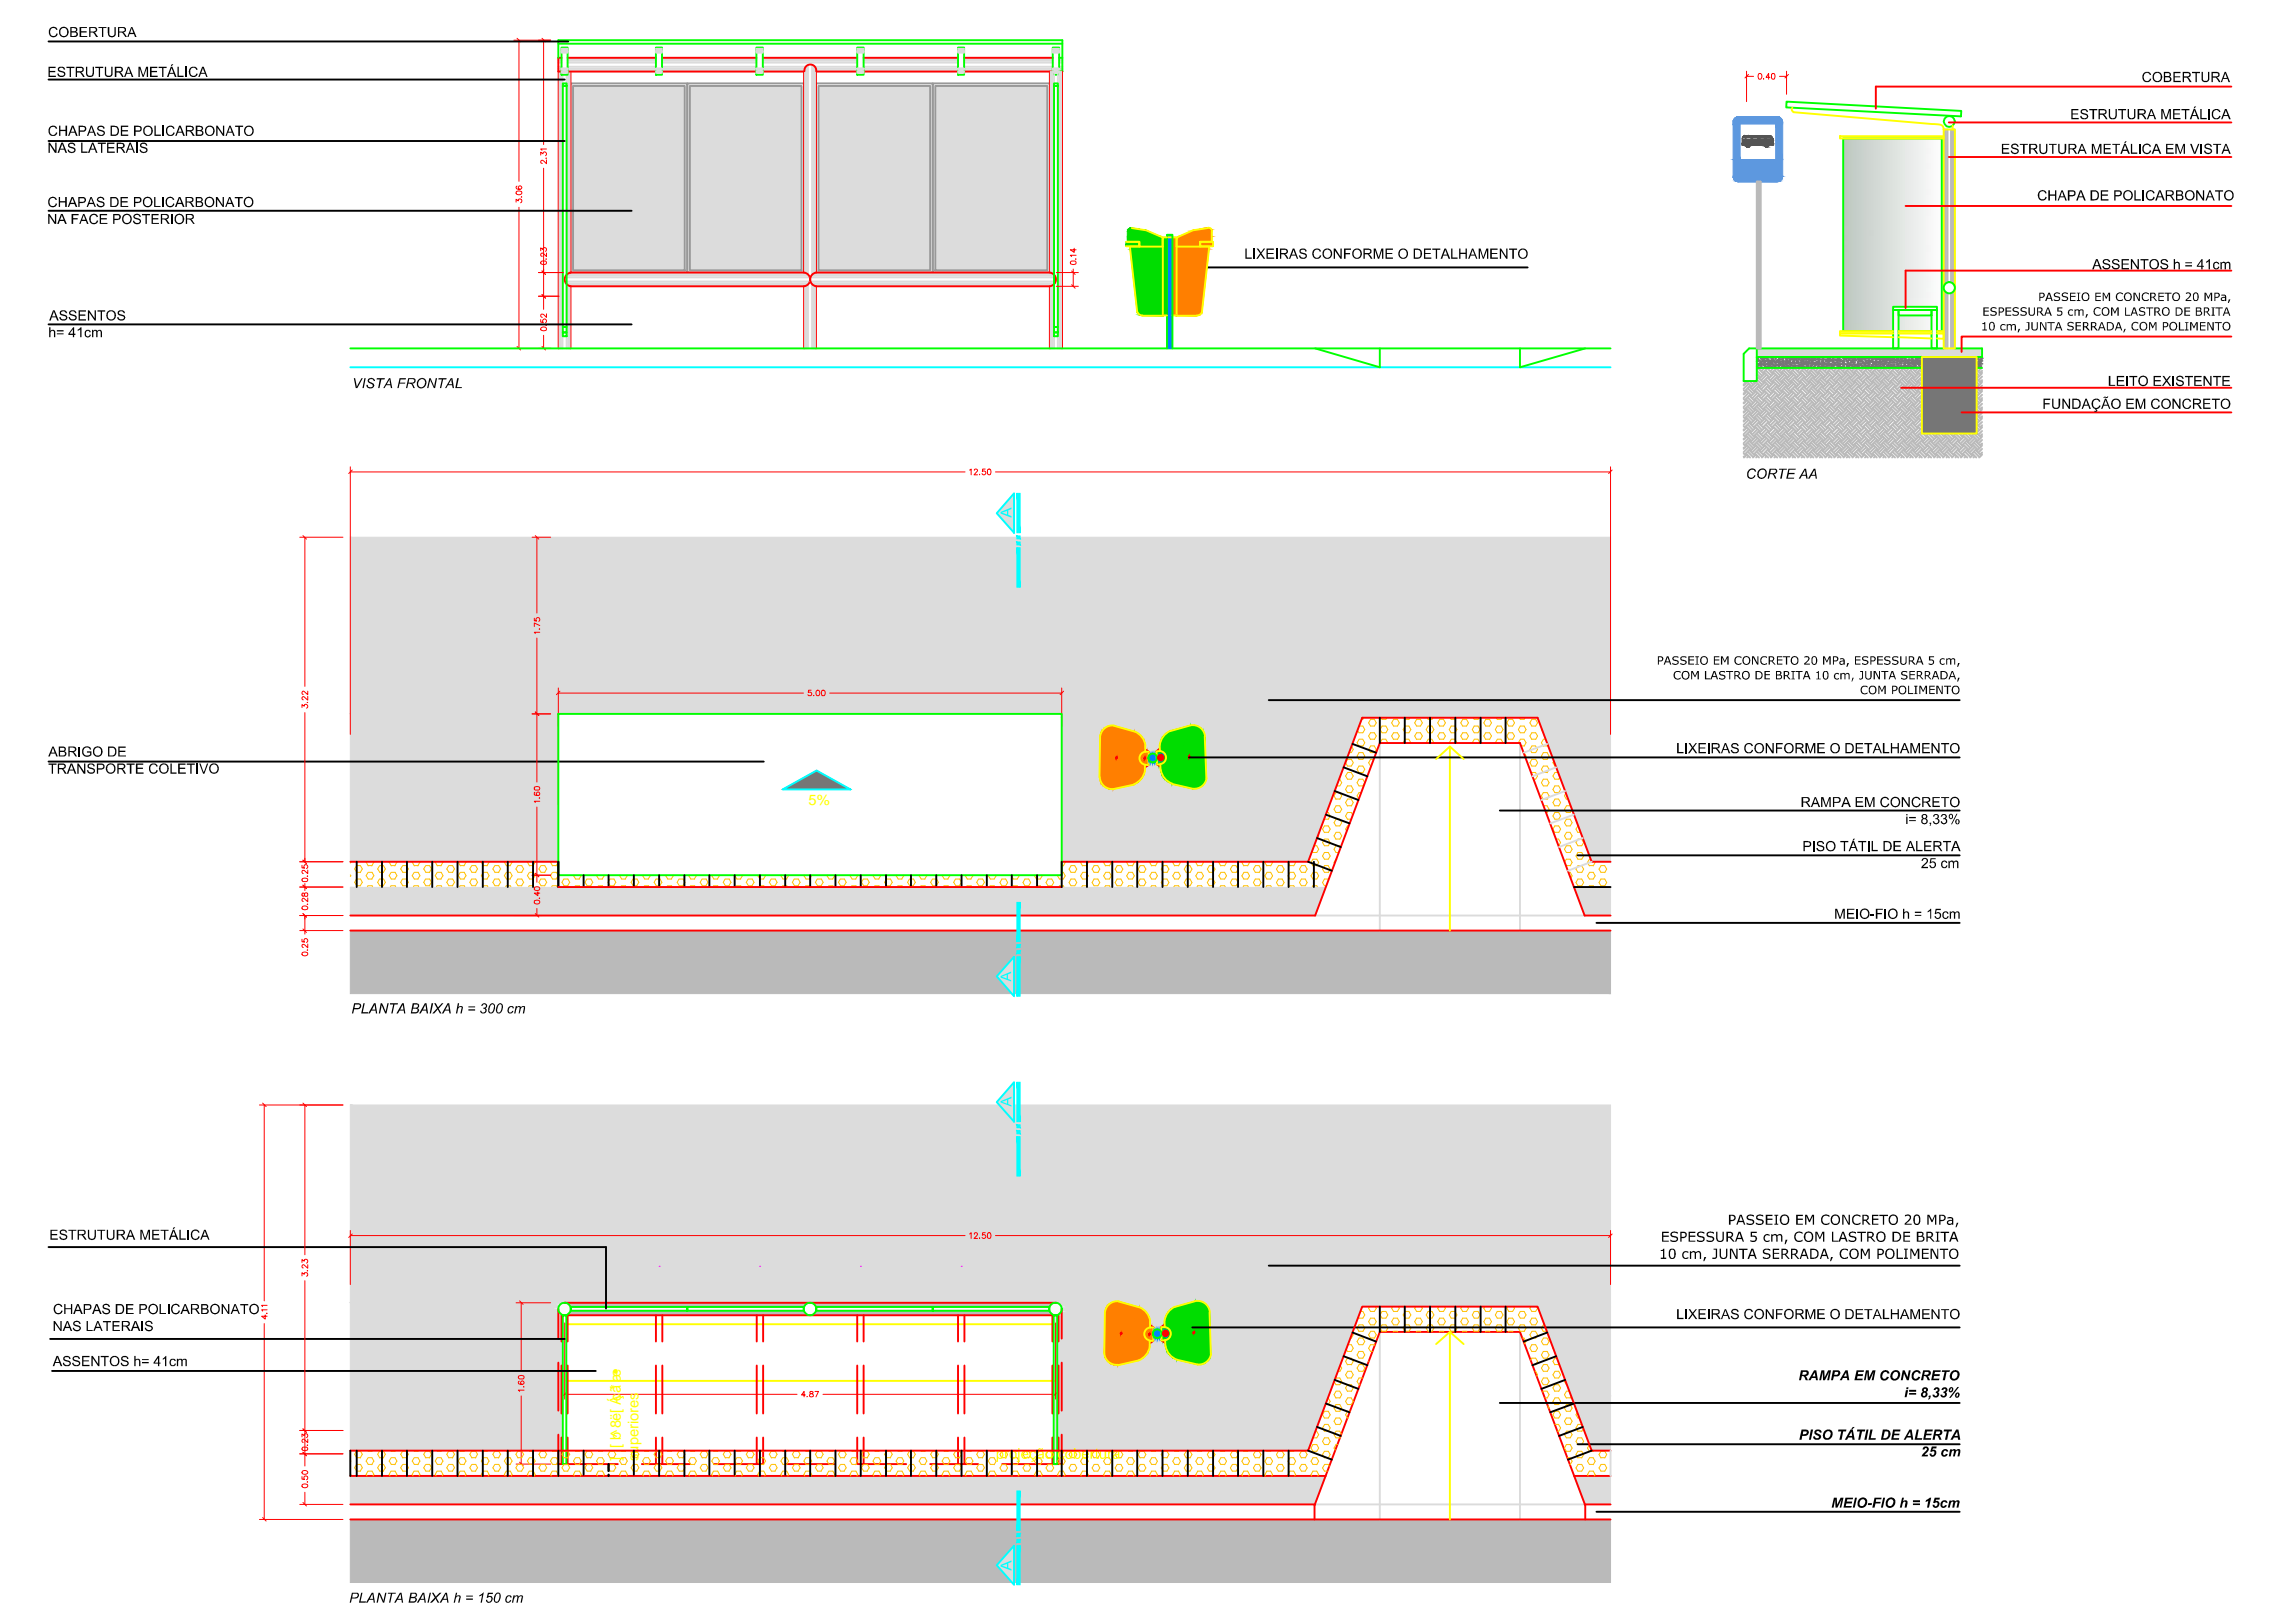 COBERTURA
ESTRUTURA METÁLICA
CHAPAS DE POLICARBONATO
NAS LATERAIS
CHAPAS DE POLICARBONATO
NA FACE POSTERIOR
ASSENTOS
h= 41cm
3.06
2.31
0.23
0.52
0.14
LIXEIRAS CONFORME O DETALHAMENTO
VISTA FRONTAL
0.40
COBERTURA
ESTRUTURA METÁLICA
ESTRUTURA METÁLICA EM VISTA
CHAPA DE POLICARBONATO
ASSENTOS h = 41cm
PASSEIO EM CONCRETO 20 MPa,
ESPESSURA 5 cm, COM LASTRO DE BRITA
10 cm, JUNTA SERRADA, COM POLIMENTO
LEITO EXISTENTE
FUNDAÇÃO EM CONCRETO
CORTE AA
12.50
A
3.22
1.75
5.00
1.60
5%
0.25
0.28
0.40
0.25
ABRIGO DE
TRANSPORTE COLETIVO
PASSEIO EM CONCRETO 20 MPa, ESPESSURA 5 cm,
COM LASTRO DE BRITA 10 cm, JUNTA SERRADA,
COM POLIMENTO
LIXEIRAS CONFORME O DETALHAMENTO
RAMPA EM CONCRETO
i= 8,33%
PISO TÁTIL DE ALERTA
25 cm
MEIO-FIO h = 15cm
A
PLANTA BAIXA h = 300 cm
A
12.50
4.11
3.23
1.60
4.87
0.23
0.50
ESTRUTURA METÁLICA
CHAPAS DE POLICARBONATO
NAS LATERAIS
ASSENTOS h= 41cm
PASSEIO EM CONCRETO 20 MPa,
ESPESSURA 5 cm, COM LASTRO DE BRITA
10 cm, JUNTA SERRADA, COM POLIMENTO
LIXEIRAS CONFORME O DETALHAMENTO
RAMPA EM CONCRETO
i= 8,33%
PISO TÁTIL DE ALERTA
25 cm
MEIO-FIO h = 15cm
A
PLANTA BAIXA h = 150 cm